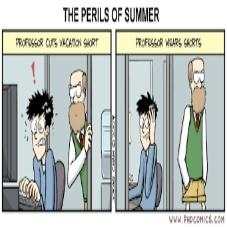 THE PERILS OF SUMMER
PROFESSOR CUTS VACATION SHORT
PROFESSOR WEARS SHORTS
WWW.PHDCOMICS.COM